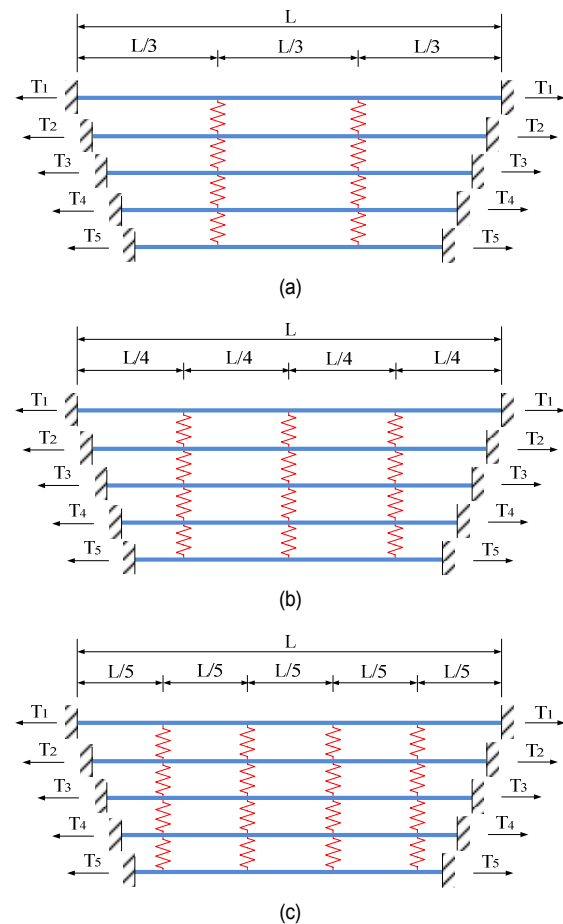 L
L/3 L/3 L/3
T1 T1
T2 T2
T3 T3
T4 T4
T5 T5
(a)
L
L/4 L/4 L/4 L/4
T1 T1
T2 T2
T3 T3
T4 T4
T5 T5
(b)
L
L/5 L/5 L/5 L/5 L/5
T1 T1
T2 T2
T3 T3
T4 T4
T5 T5
(c)